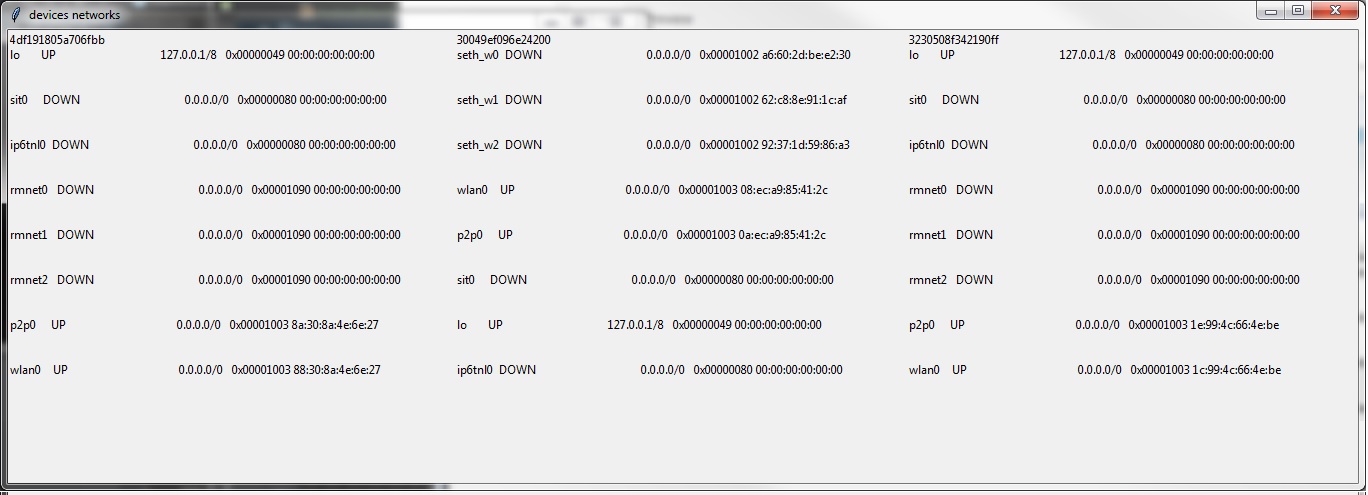 devices networks
4df191805a706fbb
lo UP 127.0.0.1/8 0x00000049 00:00:00:00:00:00
sit0 DOWN 0.0.0.0/0 0x00000080 00:00:00:00:00:00
ip6tnl0 DOWN 0.0.0.0/0 0x00000080 00:00:00:00:00:00
rmnet0 DOWN 0.0.0.0/0 0x00001090 00:00:00:00:00:00
rmnet1 DOWN 0.0.0.0/0 0x00001090 00:00:00:00:00:00
rmnet2 DOWN 0.0.0.0/0 0x00001090 00:00:00:00:00:00
p2p0 UP 0.0.0.0/0 0x00001003 8a:30:8a:4e:6e:27
wlan0 UP 0.0.0.0/0 0x00001003 88:30:8a:4e:6e:27
30049ef096e24200
seth_w0 DOWN 0.0.0.0/0 0x00001002 a6:60:2d:be:e2:30
seth_w1 DOWN 0.0.0.0/0 0x00001002 62:c8:8e:91:1c:af
seth_w2 DOWN 0.0.0.0/0 0x00001002 92:37:1d:59:86:a3
wlan0 UP 0.0.0.0/0 0x00001003 08:ec:a9:85:41:2c
p2p0 UP 0.0.0.0/0 0x00001003 0a:ec:a9:85:41:2c
sit0 DOWN 0.0.0.0/0 0x00000080 00:00:00:00:00:00
lo UP 127.0.0.1/8 0x00000049 00:00:00:00:00:00
ip6tnl0 DOWN 0.0.0.0/0 0x00000080 00:00:00:00:00:00
3230508f342190ff
lo UP 127.0.0.1/8 0x00000049 00:00:00:00:00:00
sit0 DOWN 0.0.0.0/0 0x00000080 00:00:00:00:00:00
ip6tnl0 DOWN 0.0.0.0/0 0x00000080 00:00:00:00:00:00
rmnet0 DOWN 0.0.0.0/0 0x00001090 00:00:00:00:00:00
rmnet1 DOWN 0.0.0.0/0 0x00001090 00:00:00:00:00:00
rmnet2 DOWN 0.0.0.0/0 0x00001090 00:00:00:00:00:00
p2p0 UP 0.0.0.0/0 0x00001003 1e:99:4c:66:4e:be
wlan0 UP 0.0.0.0/0 0x00001003 1c:99:4c:66:4e:be